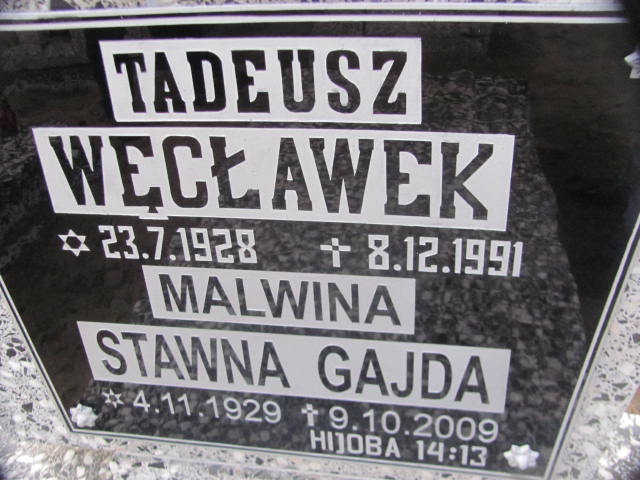 TADEUSZ
WĘCŁAWEK
✡ 23.7.1928 ✝ 8.12.1991
MALWINA
STAWNA GAJDA
✡ 4.11.1929 ✝ 9.10.2009
HIJOBA 14:13